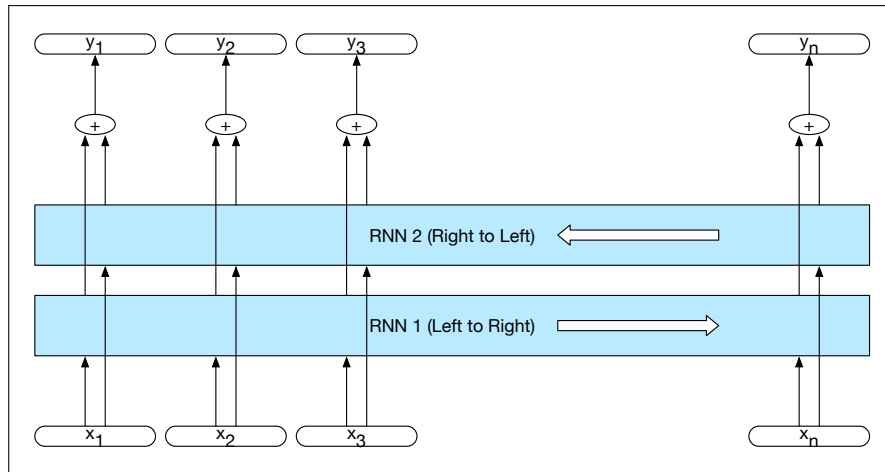 y1 y2 y3 yn
+ + + +
RNN 2 (Right to Left)
RNN 1 (Left to Right)
x1 x2 x3 xn